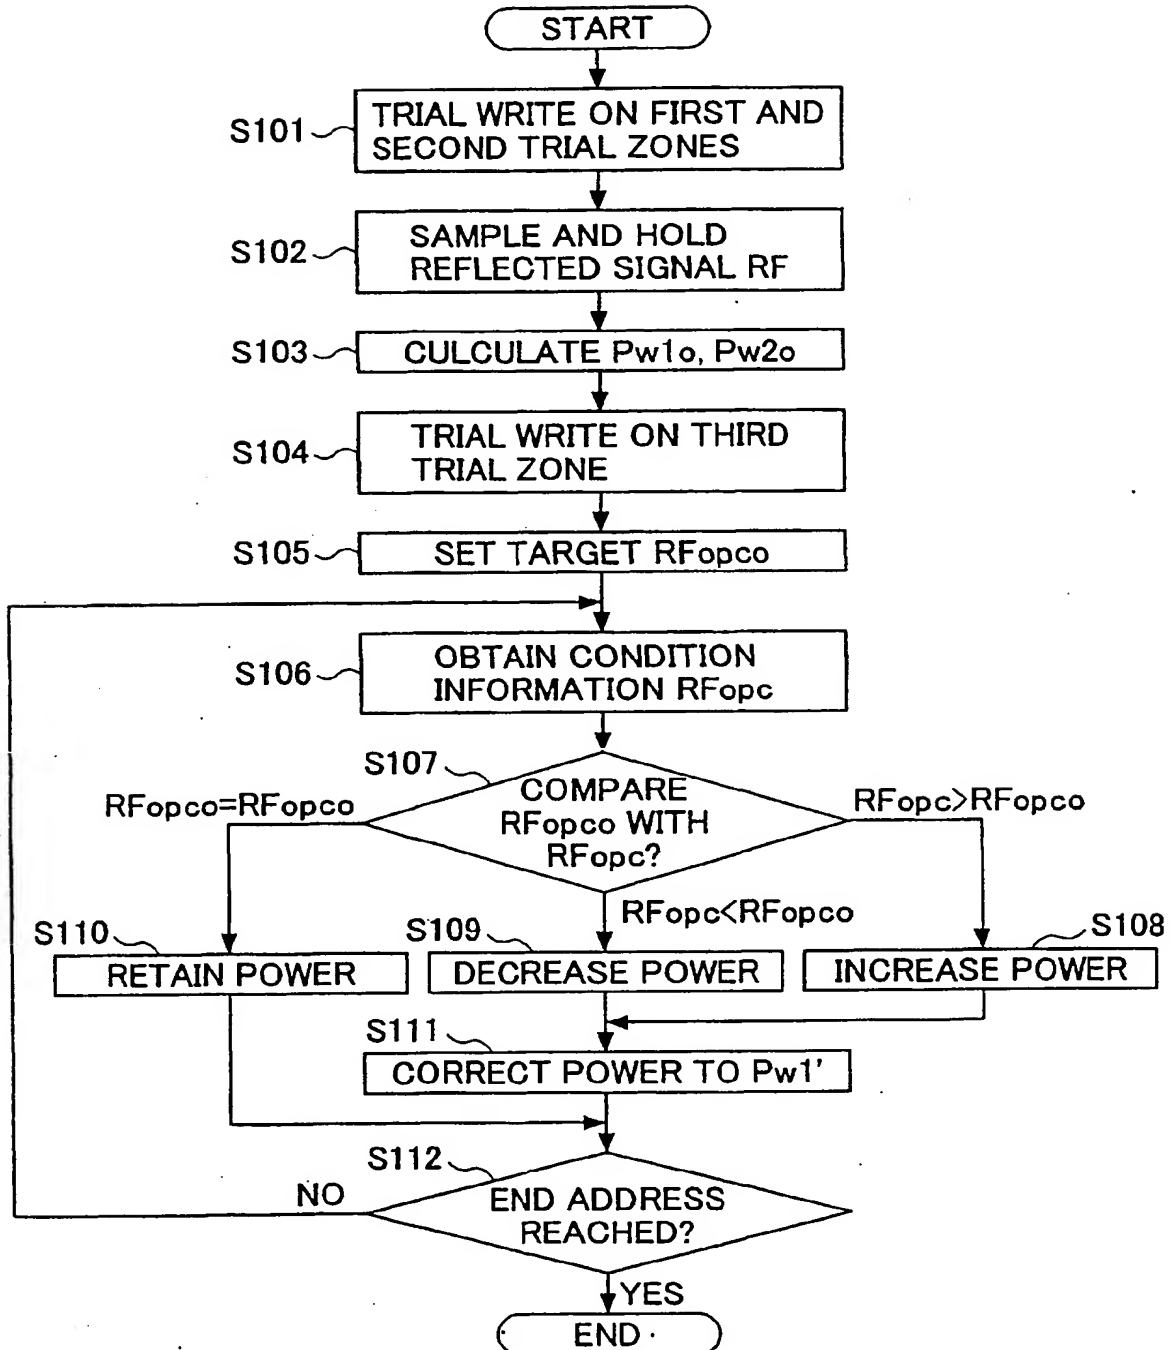 START
S101
TRIAL WRITE ON FIRST AND
SECOND TRIAL ZONES
S102
SAMPLE AND HOLD
REFLECTED SIGNAL RF
S103
CULCULATE Pw1o, Pw2o
S104
TRIAL WRITE ON THIRD
TRIAL ZONE
S105
SET TARGET RFopco
S106
OBTAIN CONDITION
INFORMATION RFopc
S107
COMPARE
RFopco WITH
RFopc?
RFopco=RFopco
RFopc>RFopco
RFopc<RFopco
S110
RETAIN POWER
S109
DECREASE POWER
S108
INCREASE POWER
S111
CORRECT POWER TO Pw1'
S112
END ADDRESS
REACHED?
NO
YES
END